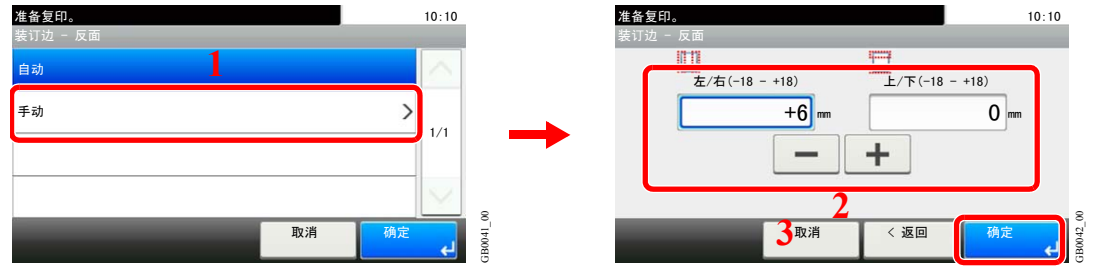 准备复印。
10:10
装订边 - 反面
自动
1
手动
1/1
取消
确定
GB0041_00
准备复印。
10:10
装订边 - 反面
左/右(-18 - +18)
上/下(-18 - +18)
+6 mm
0 mm
2
3
取消
< 返回
确定
GB0042_00